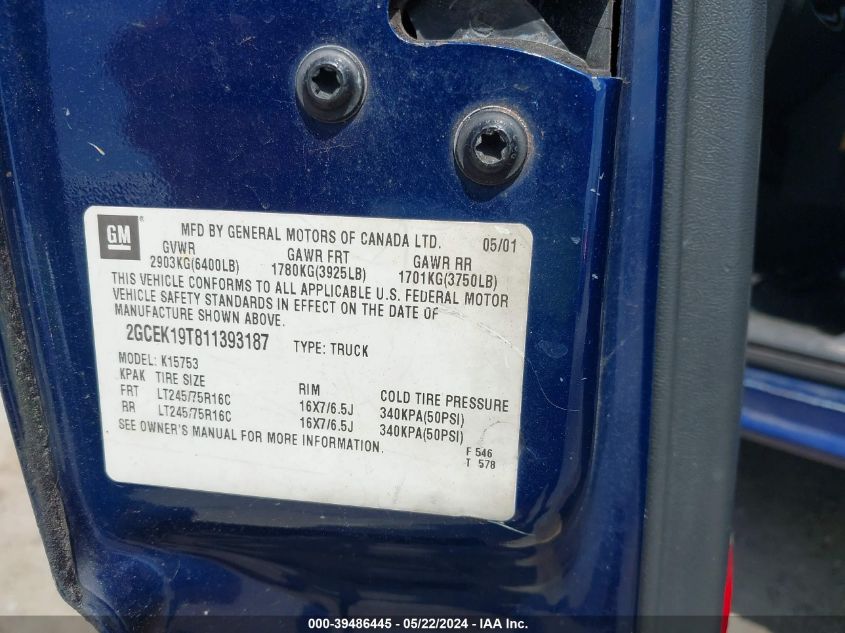 GM MFD BY GENERAL MOTORS OF CANADA LTD. 05/01
GVWR GAWR FRT GAWR RR
2903KG(6400LB) 1780KG(3925LB) 1701KG(3750LB)
THIS VEHICLE CONFORMS TO ALL APPLICABLE U.S. FEDERAL MOTOR
VEHICLE SAFETY STANDARDS IN EFFECT ON THE DATE OF
MANUFACTURE SHOWN ABOVE.
2GCEK19T811393187 TYPE: TRUCK
MODEL: K15753
KPAK TIRE SIZE RIM COLD TIRE PRESSURE
FRT LT245/75R16C 16X7/6.5J 340KPA(50PSI)
RR LT245/75R16C 16X7/6.5J 340KPA(50PSI)
SEE OWNER'S MANUAL FOR MORE INFORMATION.
F 546
T 578
000-39486445 - 05/22/2024 - IAA Inc.